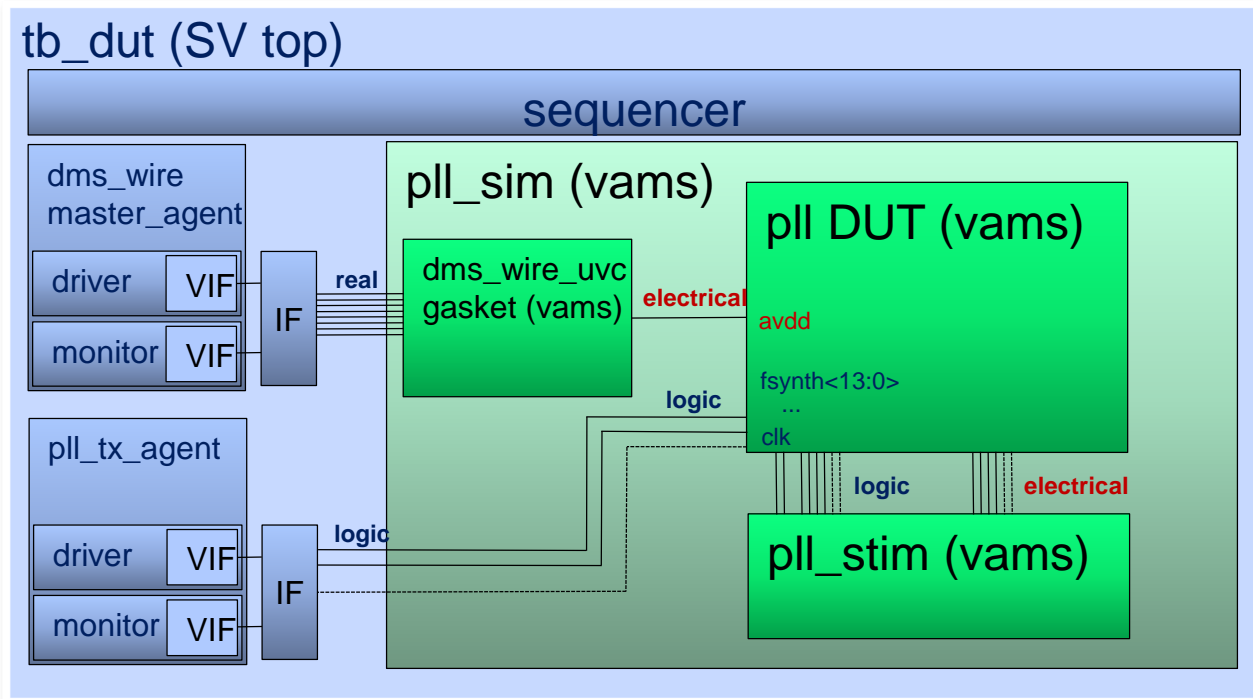 tb_dut (SV top)
sequencer
dms_wire
master_agent
driver
VIF
monitor
VIF
IF
real
pll_sim (vams)
dms_wire_uvc
gasket (vams)
electrical
pll DUT (vams)
avdd
fsynth<13:0>
...
clk
logic
pll_tx_agent
driver
VIF
monitor
VIF
IF
logic
logic
electrical
pll_stim (vams)